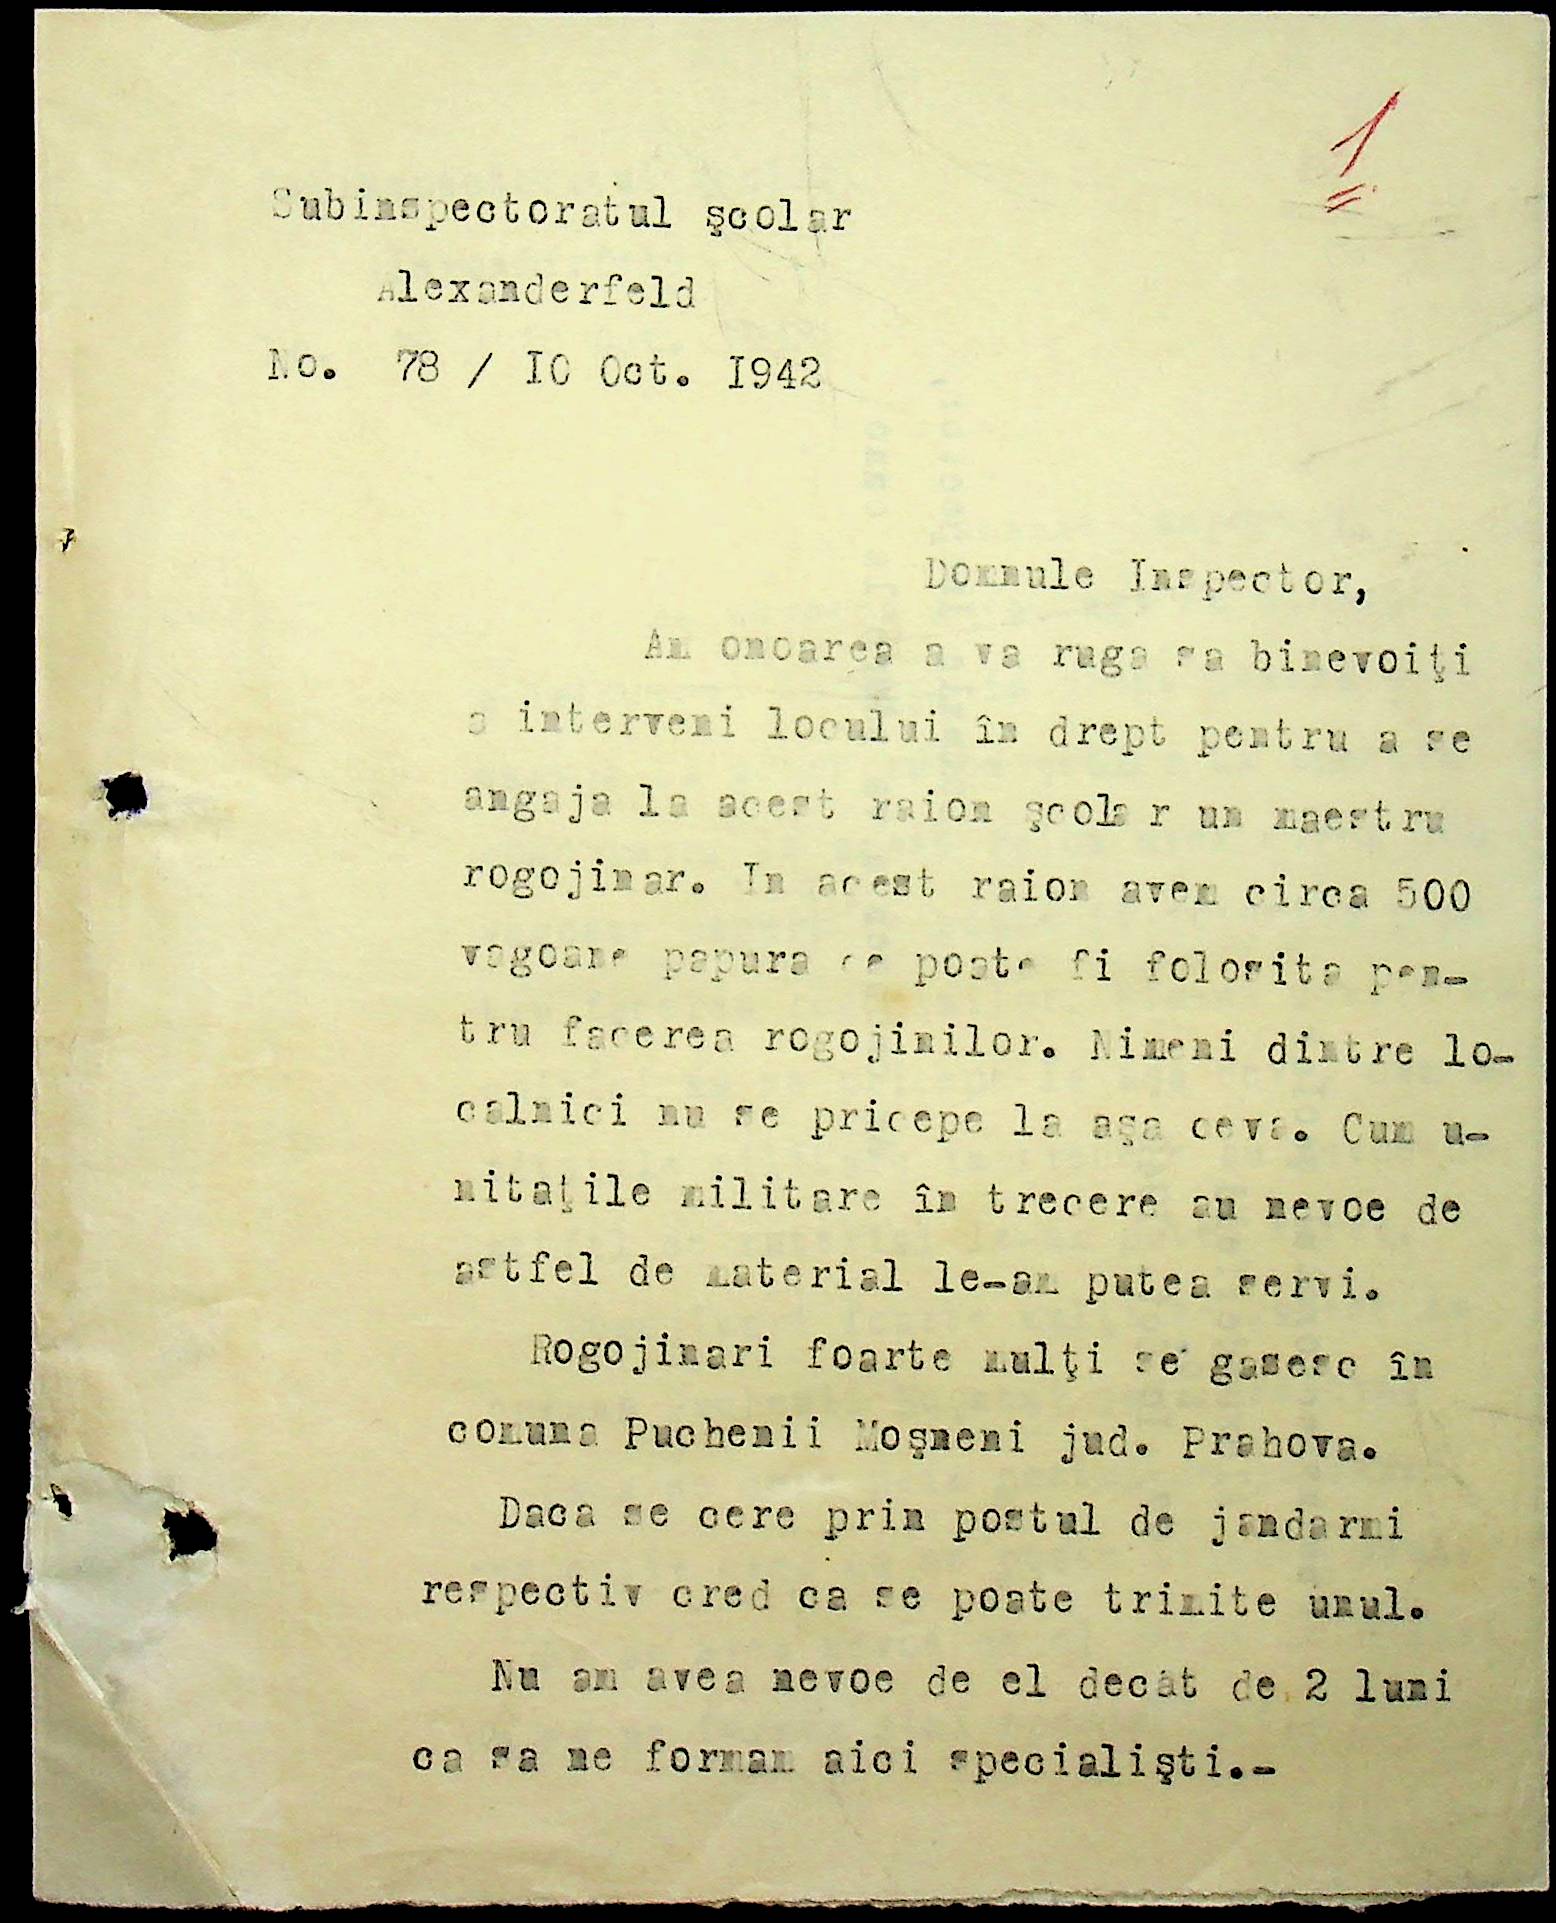 1
Subinspectoratul şcolar
Alexanderfeld
No. 78 / IO Oct. I942
Domnule Inspector,
Am onoarea a va ruga sa binevoiţi
a interveni locului în drept pentru a se
angaja la acest raion şcolar un maestru
rogojinar. In acest raion avem circa 500
vagoane papura ce poate fi folosita pen-
tru facerea rogojinilor. Nimeni dintre lo-
calnici nu se pricepe la aşa ceva. Cum u-
nitaţile militare în trecere au nevoe de
astfel de material le-am putea servi.
Rogojinari foarte mulţi se gasesc în
comuna Puchenii Moşneni jud. Prahova.
Daca se cere prin postul de jandarmi
respectiv cred ca se poate trimite unul.
Nu am avea nevoe de el decât de 2 luni
ca sa ne formam aici specialişti.-